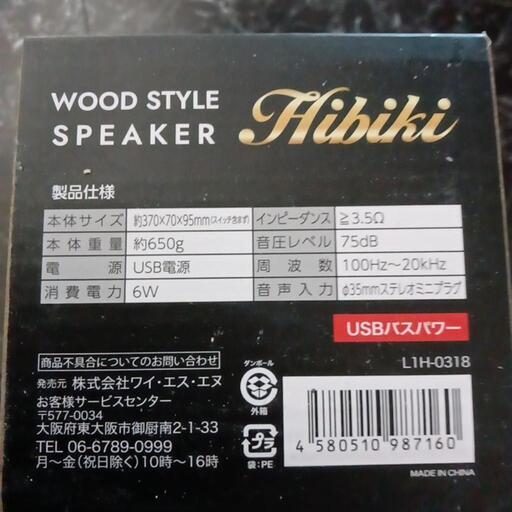 WOOD STYLE
SPEAKER
Hibiki
製品仕様
本体サイズ 約370×70×95mm(スイッチ含まず) インピーダンス ≧3.5Ω
本体重量 約650g 音圧レベル 75dB
電源 USB電源 周波数 100Hz～20kHz
消費電力 6W 音声入力 φ35mmステレオミニプラグ
USBバスパワー
L1H-0318
商品不具合についてのお問い合わせ
発売元 株式会社ワイ・エス・エヌ
お客様サービスセンター
〒577-0034
大阪府東大阪市御厨南2-1-33
TEL 06-6789-0999
月～金(祝日除く)10時～16時
ダンボール
外箱
プラ
袋:PE
4 580510 987160
MADE IN CHINA